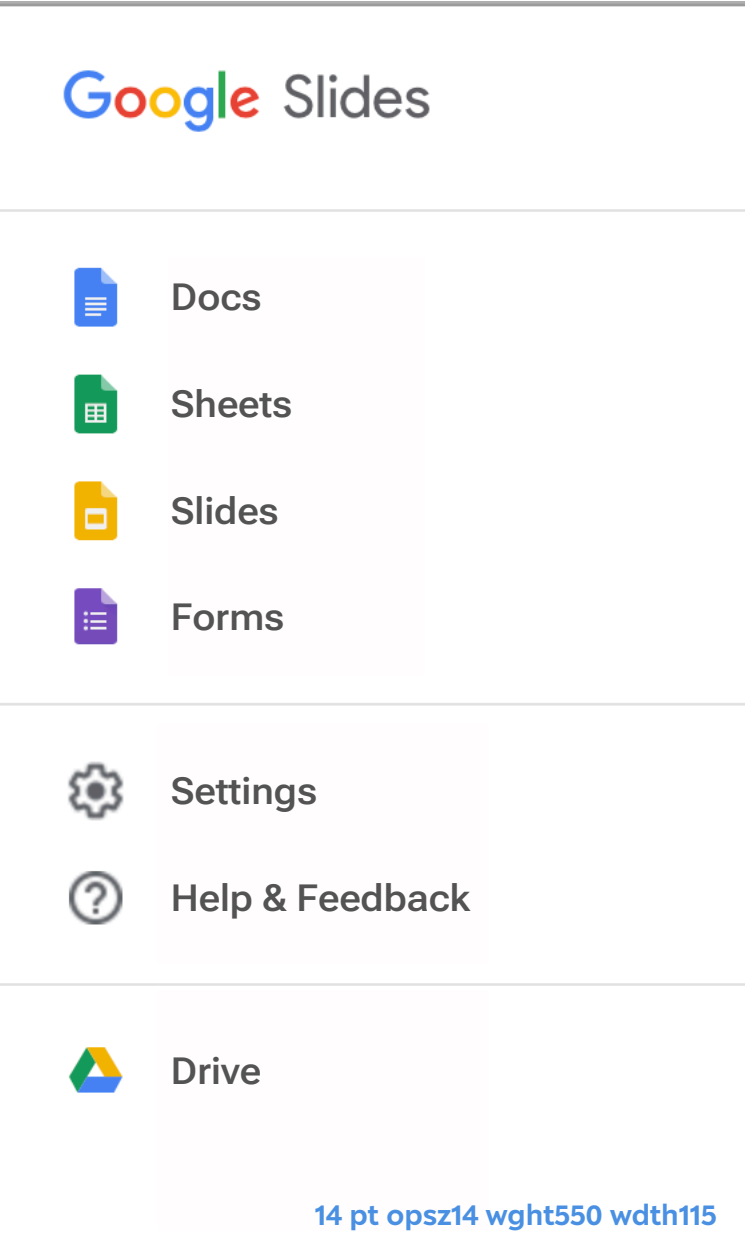 Google Slides
Docs
Sheets
Slides
Forms
Settings
Help & Feedback
Drive
14 pt opsz14 wght550 wdth115